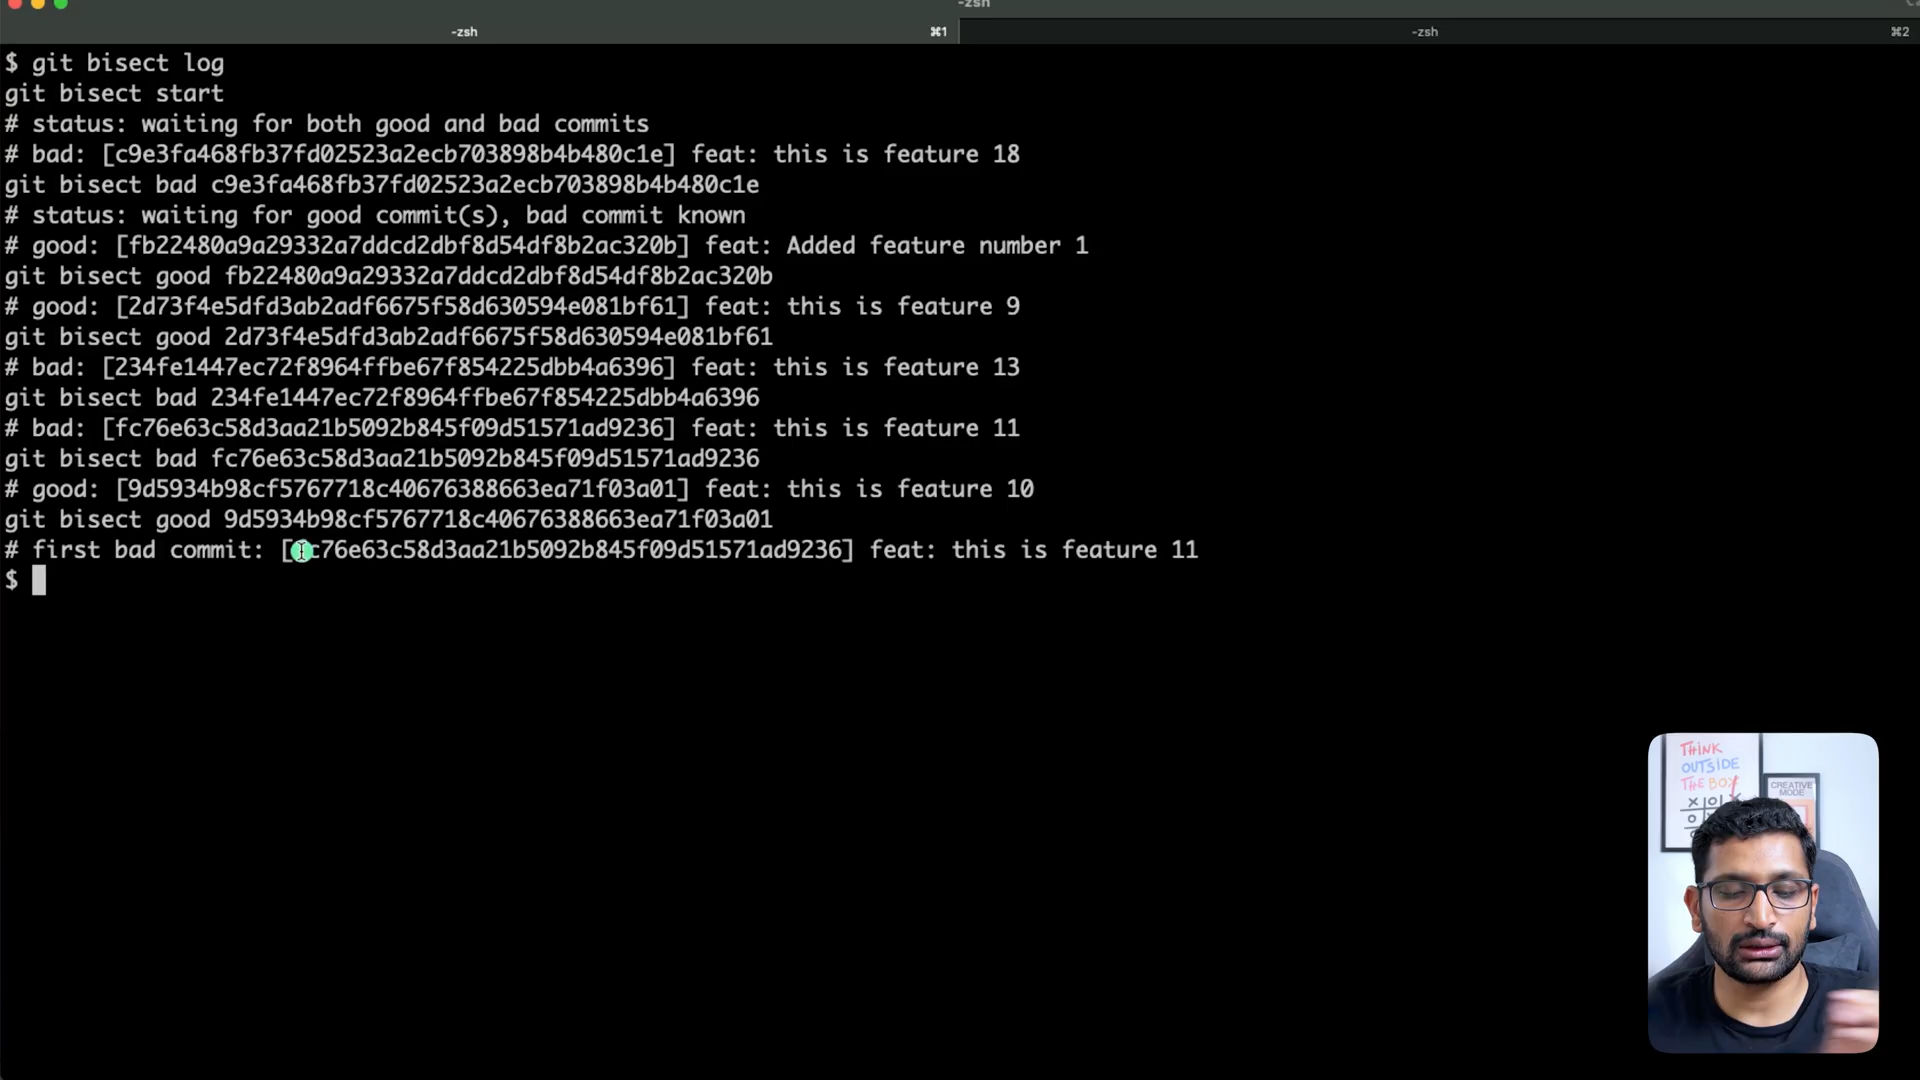 -zsh
-zsh ⌘1 -zsh ⌘2
$ git bisect log
git bisect start
# status: waiting for both good and bad commits
# bad: [c9e3fa468fb37fd02523a2ecb703898b4b480c1e] feat: this is feature 18
git bisect bad c9e3fa468fb37fd02523a2ecb703898b4b480c1e
# status: waiting for good commit(s), bad commit known
# good: [fb22480a9a29332a7ddcd2dbf8d54df8b2ac320b] feat: Added feature number 1
git bisect good fb22480a9a29332a7ddcd2dbf8d54df8b2ac320b
# good: [2d73f4e5dfd3ab2adf6675f58d630594e081bf61] feat: this is feature 9
git bisect good 2d73f4e5dfd3ab2adf6675f58d630594e081bf61
# bad: [234fe1447ec72f8964ffbe67f854225dbb4a6396] feat: this is feature 13
git bisect bad 234fe1447ec72f8964ffbe67f854225dbb4a6396
# bad: [fc76e63c58d3aa21b5092b845f09d51571ad9236] feat: this is feature 11
git bisect bad fc76e63c58d3aa21b5092b845f09d51571ad9236
# good: [9d5934b98cf5767718c40676388663ea71f03a01] feat: this is feature 10
git bisect good 9d5934b98cf5767718c40676388663ea71f03a01
# first bad commit: [fc76e63c58d3aa21b5092b845f09d51571ad9236] feat: this is feature 11
$
THINK
OUTSIDE
THE BOX
CREATIVE
MODE